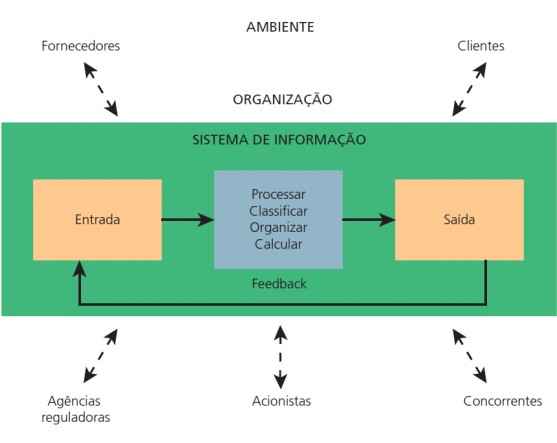 AMBIENTE
Fornecedores
Clientes
ORGANIZAÇÃO
SISTEMA DE INFORMAÇÃO
Entrada
Processar
Classificar
Organizar
Calcular
Saída
Feedback
Agências
reguladoras
Acionistas
Concorrentes